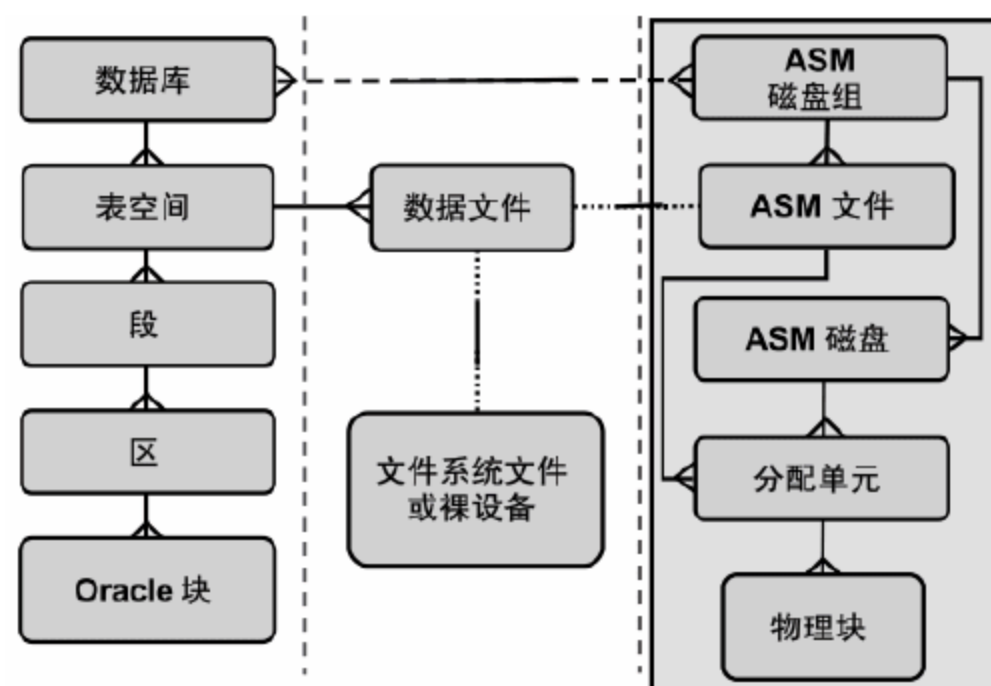 数据库
表空间
段
区
Oracle 块
数据文件
文件系统文件
或裸设备
ASM
磁盘组
ASM 文件
ASM 磁盘
分配单元
物理块